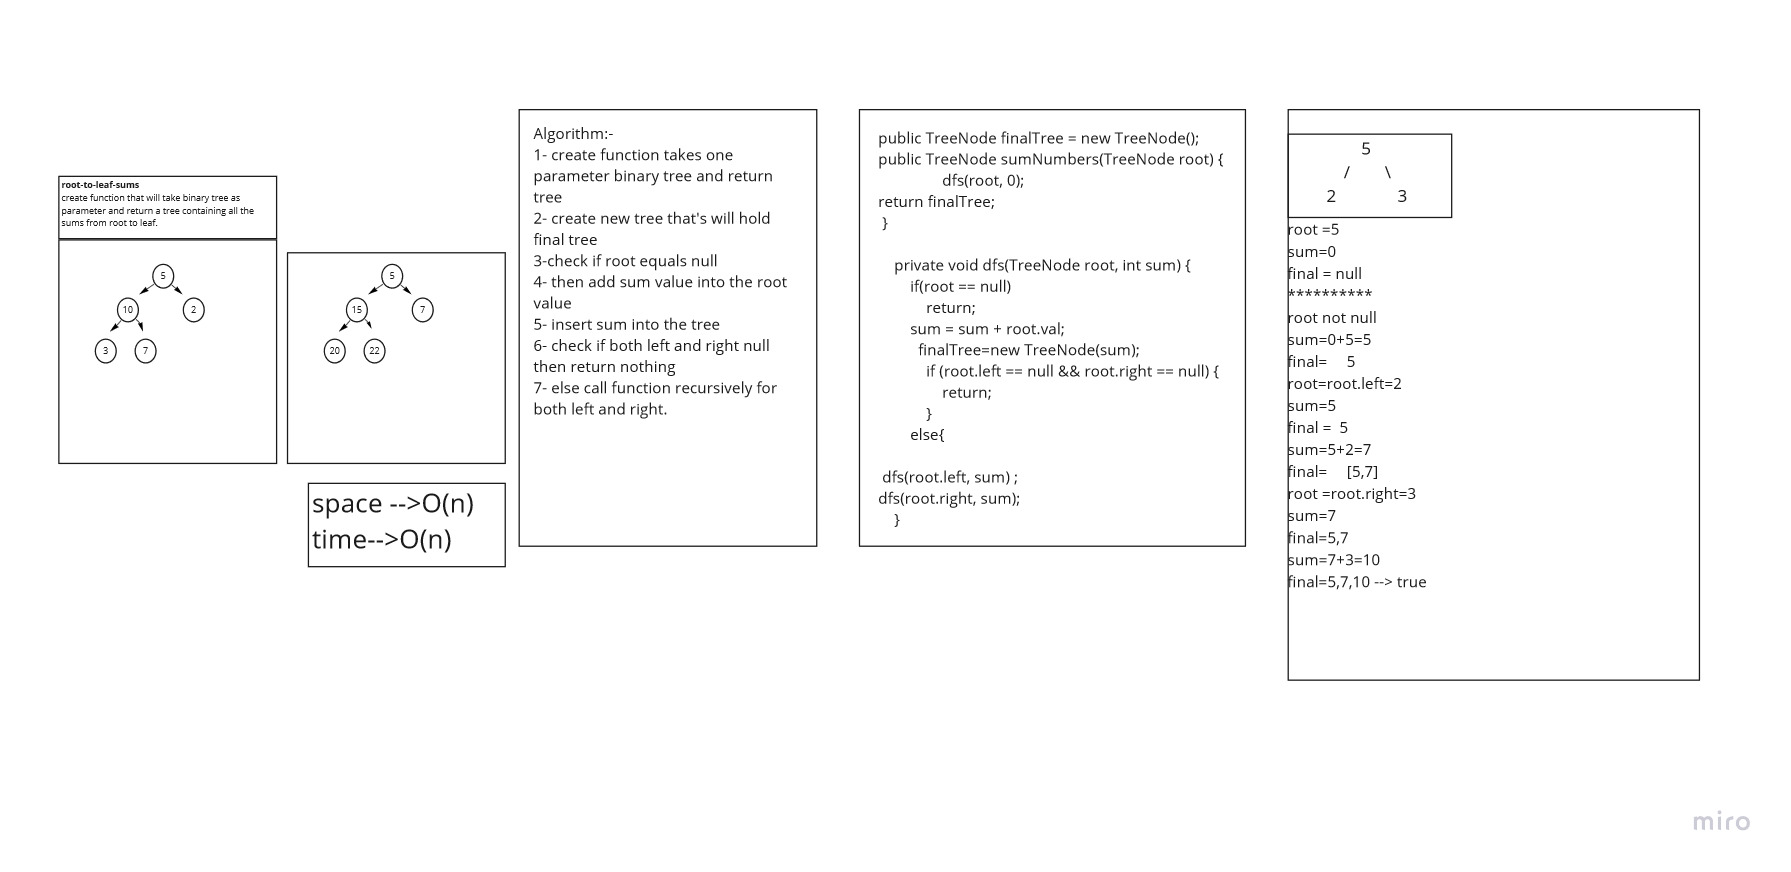 root-to-leaf-sums
create function that will take binary tree as
parameter and return a tree containing all the
sums from root to leaf.
5
10
2
3
7
5
15
7
20
22
space -->O(n)
time-->O(n)
Algorithm:-
1- create function takes one
parameter binary tree and return
tree
2- create new tree that's will hold
final tree
3-check if root equals null
4- then add sum value into the root
value
5- insert sum into the tree
6- check if both left and right null
then return nothing
7- else call function recursively for
both left and right.
public TreeNode finalTree = new TreeNode();
public TreeNode sumNumbers(TreeNode root) {
dfs(root, 0);
return finalTree;
}
private void dfs(TreeNode root, int sum) {
if(root == null)
return;
sum = sum + root.val;
finalTree=new TreeNode(sum);
if (root.left == null && root.right == null) {
return;
}
else{
dfs(root.left, sum) ;
dfs(root.right, sum);
}
5
/ \
2 3
root =5
sum=0
final = null
**********
root not null
sum=0+5=5
final= 5
root=root.left=2
sum=5
final = 5
sum=5+2=7
final= [5,7]
root =root.right=3
sum=7
final=5,7
sum=7+3=10
final=5,7,10 --> true
miro